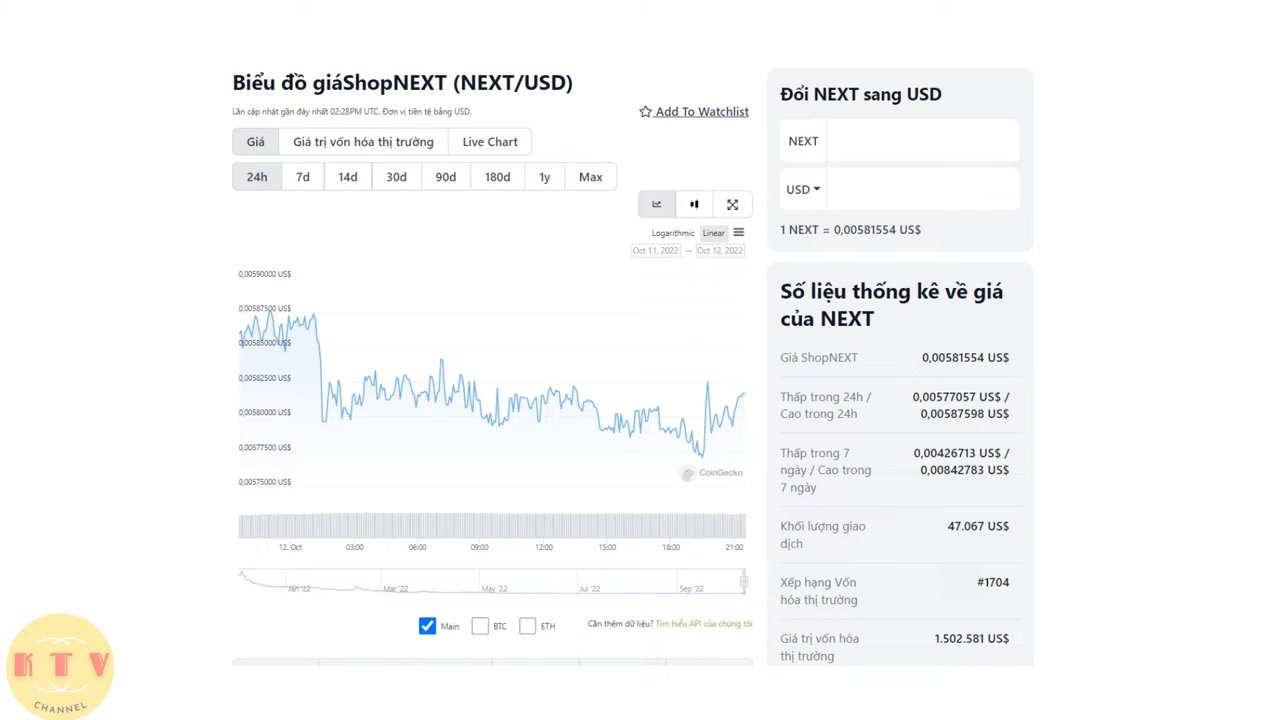 Biểu đồ giáShopNEXT (NEXT/USD)
Lần cập nhật gần đây nhất 02:28PM UTC. Đơn vị tiền tệ bằng USD.
Add To Watchlist
Giá
Giá trị vốn hóa thị trường
Live Chart
24h
7d
14d
30d
90d
180d
1y
Max
Logarithmic
Linear
Oct 11, 2022 → Oct 12, 2022
0,00590000 US$
0,00587500 US$
0,00585000 US$
0,00582500 US$
0,00580000 US$
0,00577500 US$
0,00575000 US$
CoinGecko
12. Oct
03:00
06:00
09:00
12:00
15:00
18:00
21:00
Jan '22
Mar '22
May '22
Jul '22
Sep '22
Main
BTC
ETH
Cần thêm dữ liệu? Tìm hiểu API của chúng tôi
Đổi NEXT sang USD
NEXT
USD
1 NEXT = 0,00581554 US$
Số liệu thống kê về giá
của NEXT
Giá ShopNEXT
0,00581554 US$
Thấp trong 24h /
Cao trong 24h
0,00577057 US$ /
0,00587598 US$
Thấp trong 7
ngày / Cao trong
7 ngày
0,00426713 US$ /
0,00842783 US$
Khối lượng giao
dịch
47.067 US$
Xếp hạng Vốn
hóa thị trường
#1704
Giá trị vốn hóa
thị trường
1.502.581 US$
KTV
CHANNEL